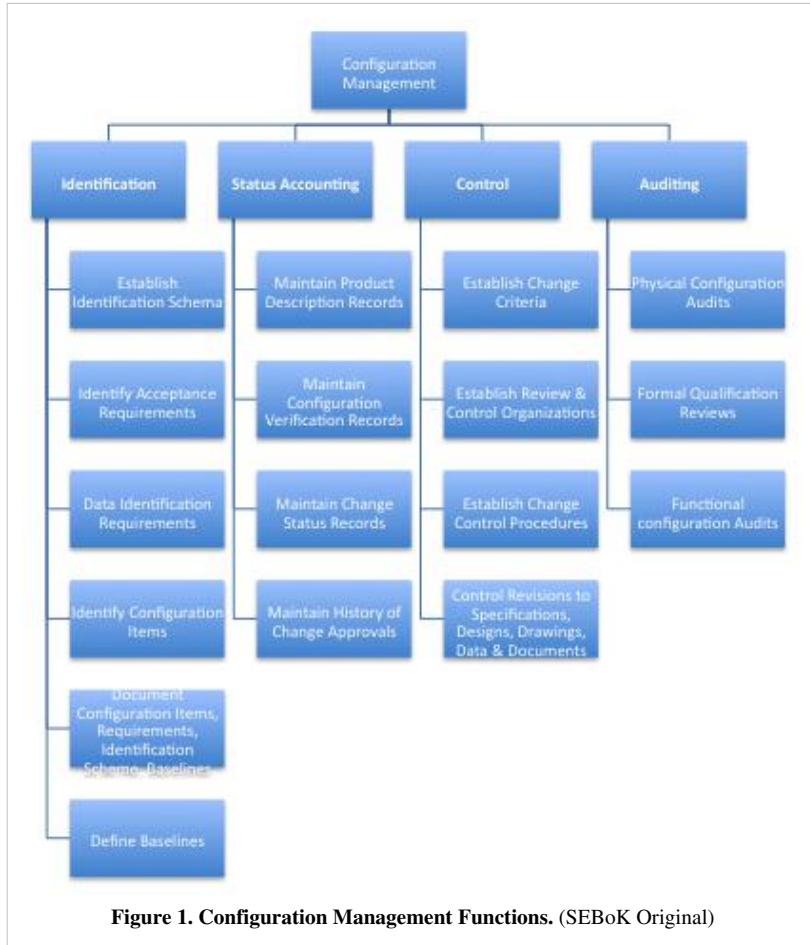 Configuration
Management
Identification
Establish
Identification Schema
Identify Acceptance
Requirements
Data Identification
Requirements
Identify Configuration
Items
Document
Configuration Items,
Requirements,
Identification
Scheme, Baselines
Define Baselines
Status Accounting
Maintain Product
Description Records
Maintain
Configuration
Verification Records
Maintain Change
Status Records
Maintain History of
Change Approvals
Control
Establish Change
Criteria
Establish Review &
Control Organizations
Establish Change
Control Procedures
Control Revisions to
Specifications,
Designs, Drawings,
Data & Documents
Auditing
Physical Configuration
Audits
Formal Qualification
Reviews
Functional
configuration Audits
Figure 1. Configuration Management Functions. (SEBoK Original)